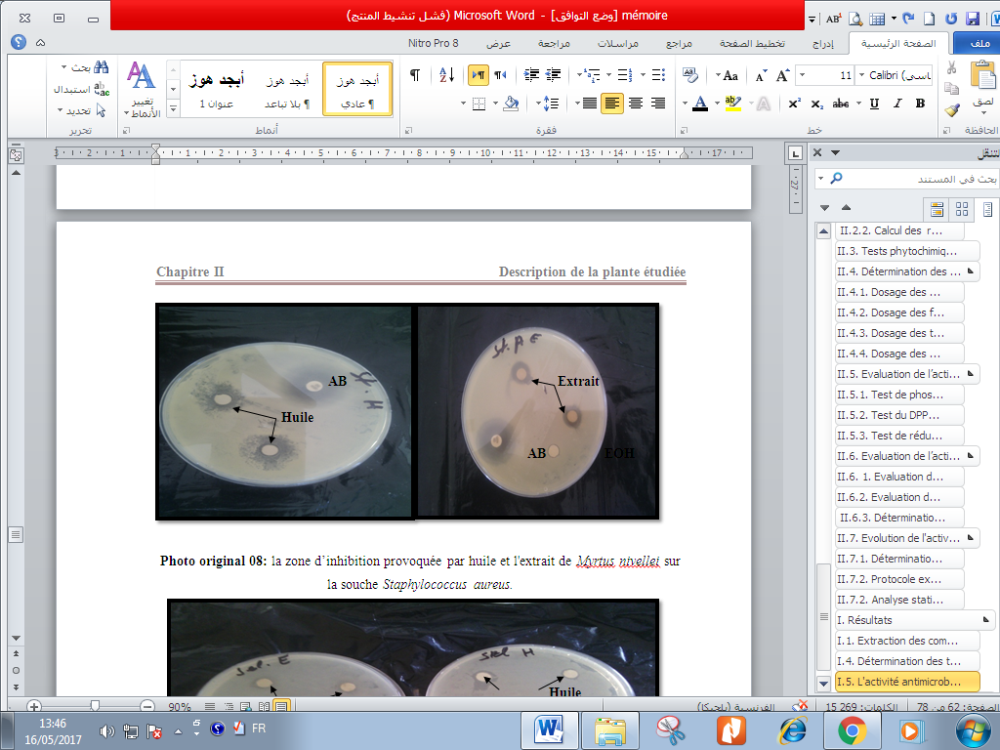 mémoire [وضع التوافق] - Microsoft Word (فشل تنشيط المنتج)
ملف
الصفحة الرئيسية
إدراج
تخطيط الصفحة
مراجع
مراسلات
مراجعة
عرض
Nitro Pro 8
لصق
الحافظة
11
خط
فقرة
أبجد هوز
¶ عادي
أبجد هوز
¶ بلا تباعد
أبجد هوز
عنوان 1
تغيير
الأنماط
أنماط
بحث
استبدال
تحديد
تحرير
بحث في المستند
II.2.2. Calcul des r...
II.3. Tests phytochimiq...
II.4. Détermination des ...
II.4.1. Dosage des ...
II.4.2. Dosage des f...
II.4.3. Dosage des t...
II.4.4. Dosage des ...
II.5. Evaluation de l'acti...
II.5.1. Test de phos...
II.5.2. Test du DPP...
II.5.3. Test de rédu...
II.6. Evaluation de l'acti...
II.6. 1. Evaluation d...
II.6.2. Evaluation d...
II.6.3. Déterminatio...
II.7. Evolution de l'activ...
II.7.1. Déterminatio...
II.7.2. Protocole ex...
II.7.2. Analyse stati...
I. Résultats
I.1. Extraction des com...
I.4. Détermination des t...
I.5. L'activité antimicrob...
Chapitre II Description de la plante étudiée
AB
Huile
Extrait
AB
EOH
Photo original 08: la zone d'inhibition provoquée par huile et l'extrait de Myrtus nivellei sur
la souche Staphylococcus aureus.
Huile
الصفحة: 62 من 78
الكلمات: 15 269
الفرنسية (بلجيكا)
90%
FR
13:46
16/05/2017